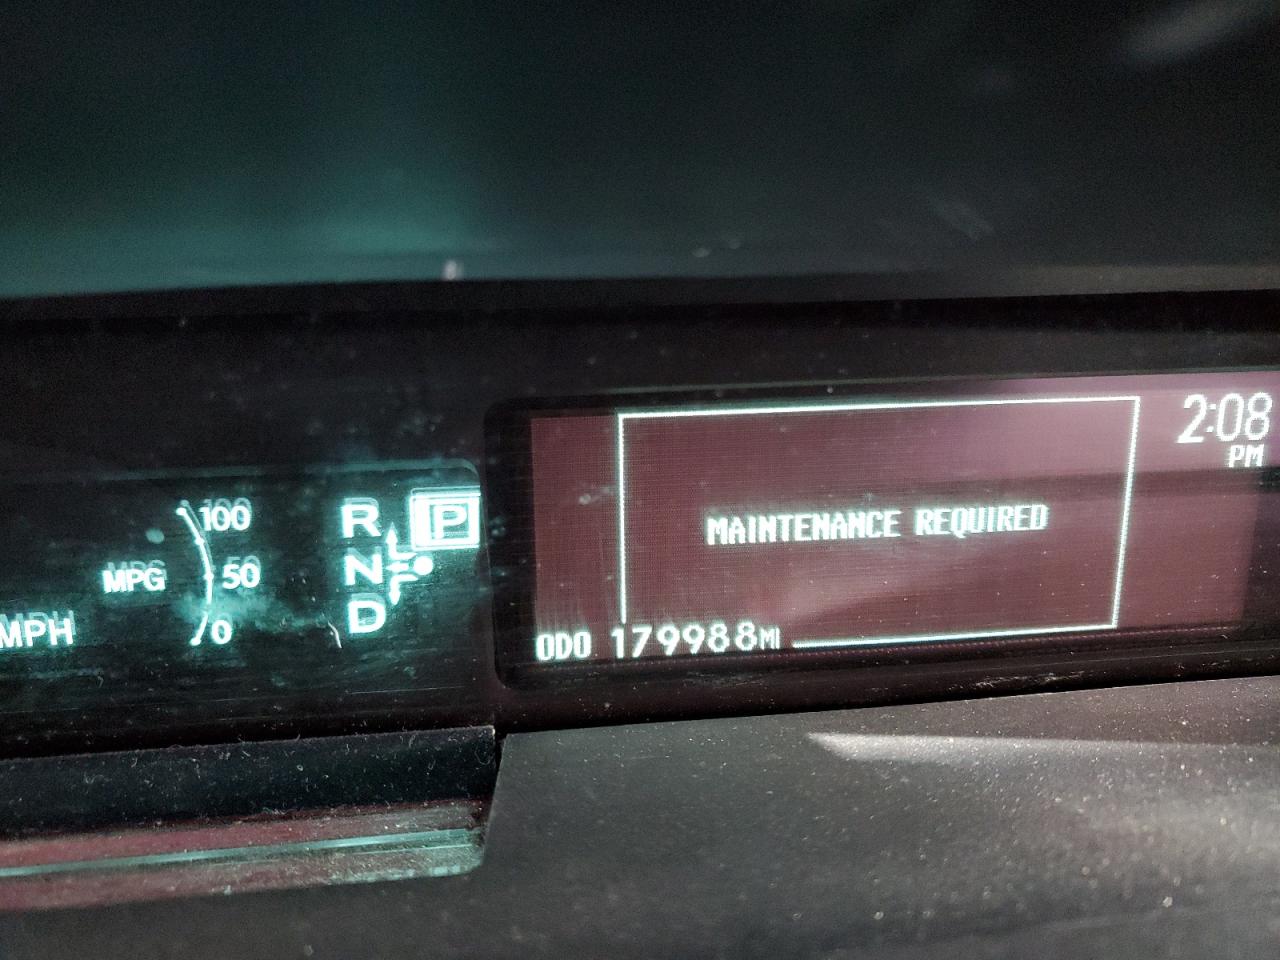 MPH
MPG
100
50
0
R
N
D
P
MAINTENANCE REQUIRED
ODO 179988MI
2:08
PM